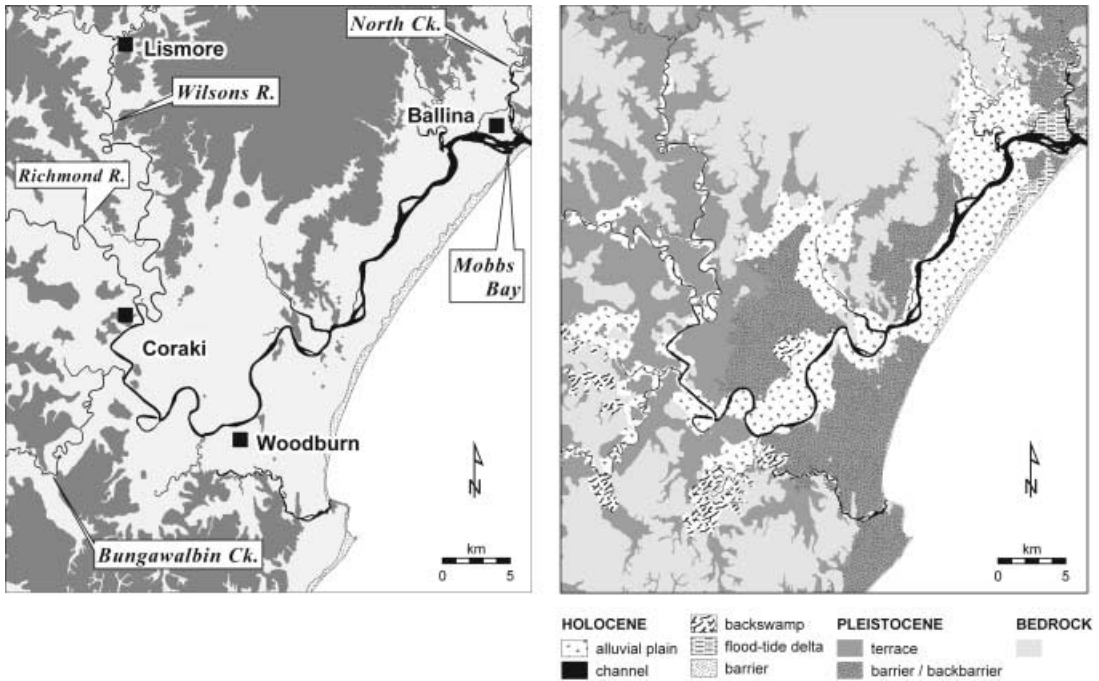 North Ck.
Lismore
Wilsons R.
Ballina
Richmond R.
Mobbs
Bay
Coraki
Woodburn
N
Bungawalbin Ck.
km
0 5
N
km
0 5
HOLOCENE
alluvial plain
channel
backswamp
flood-tide delta
barrier
PLEISTOCENE
terrace
barrier / backbarrier
BEDROCK